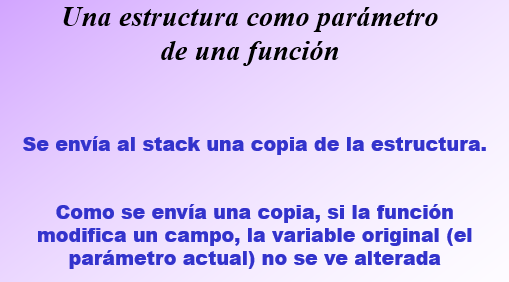 Una estructura como parámetro
de una función
Se envía al stack una copia de la estructura.
Como se envía una copia, si la función
modifica un campo, la variable original (el
parámetro actual) no se ve alterada